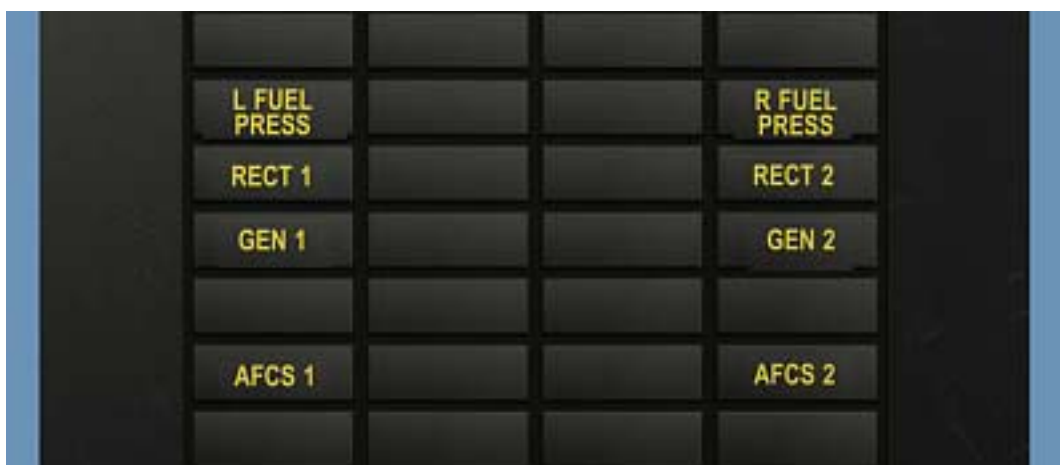 L FUEL
PRESS
R FUEL
PRESS
RECT 1
RECT 2
GEN 1
GEN 2
AFCS 1
AFCS 2